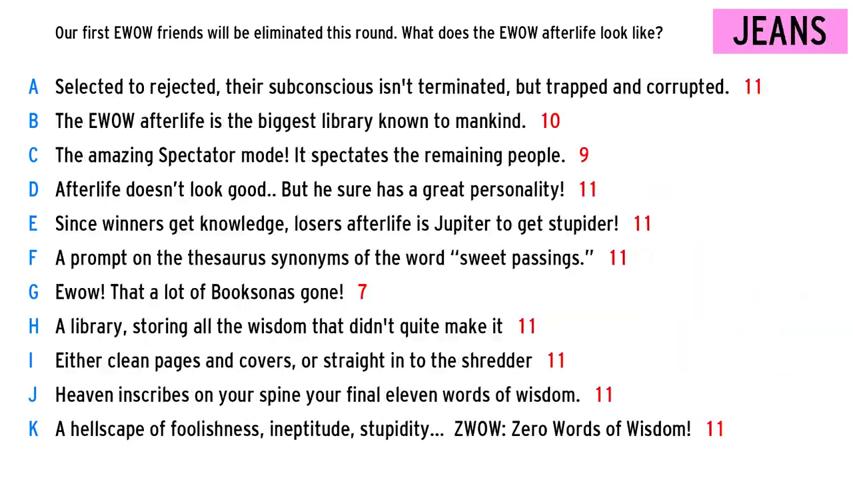 Our first EWOW friends will be eliminated this round. What does the EWOW afterlife look like?
JEANS
A Selected to rejected, their subconscious isn't terminated, but trapped and corrupted. 11
B The EWOW afterlife is the biggest library known to mankind. 10
C The amazing Spectator mode! It spectates the remaining people. 9
D Afterlife doesn’t look good.. But he sure has a great personality! 11
E Since winners get knowledge, losers afterlife is Jupiter to get stupider! 11
F A prompt on the thesaurus synonyms of the word “sweet passings.” 11
G Ewow! That a lot of Booksonas gone! 7
H A library, storing all the wisdom that didn't quite make it 11
I Either clean pages and covers, or straight in to the shredder 11
J Heaven inscribes on your spine your final eleven words of wisdom. 11
K A hellscape of foolishness, ineptitude, stupidity... ZWOW: Zero Words of Wisdom! 11